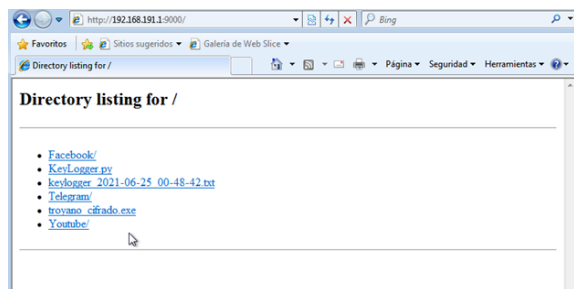 http://192.168.191.1:9000/
Bing
Favoritos
Sitios sugeridos
Galería de Web Slice
Directory listing for /
Página
Seguridad
Herramientas
Directory listing for /
Facebook/
KeyLogger.py
keylogger_2021-06-25_00-48-42.txt
Telegram/
troyano_cifrado.exe
Youtube/